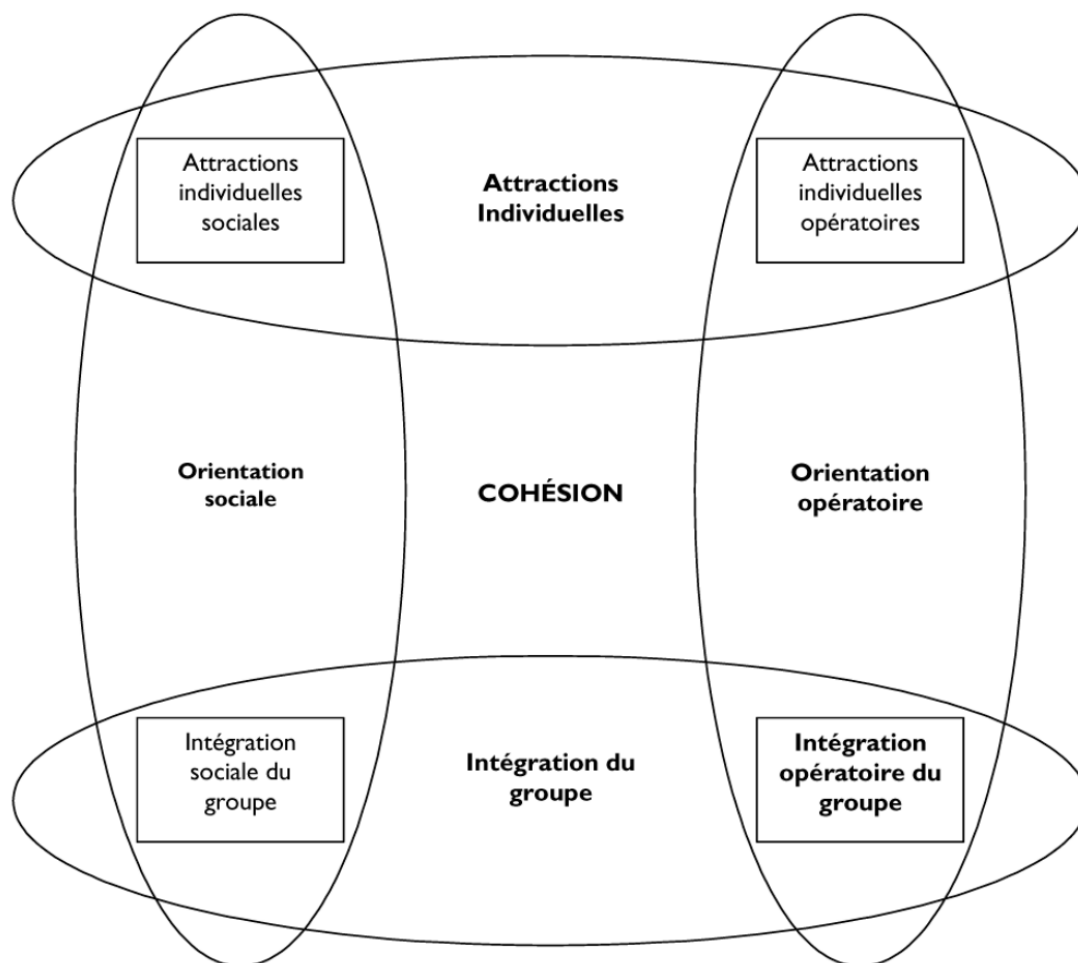 Attractions
individuelles
sociales
Attractions
Individuelles
Attractions
individuelles
opératoires
Orientation
sociale
COHÉSION
Orientation
opératoire
Intégration
sociale du
groupe
Intégration du
groupe
Intégration
opératoire du
groupe